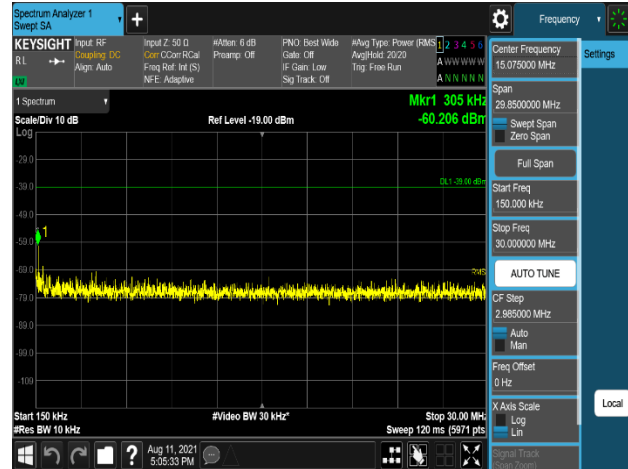 Spectrum Analyzer 1
Swept SA
Frequency
KEYSIGHT
RL
LXI
Input: RF
Coupling: DC
Align: Auto
Input Z: 50 Ω
Corr CCorr RCal
Freq Ref: Int (S)
NFE: Adaptive
#Atten: 6 dB
Preamp: Off
PNO: Best Wide
Gate: Off
IF Gain: Low
Sig Track: Off
#Avg Type: Power (RMS
Avg|Hold: 20/20
Trig: Free Run
1 2 3 4 5 6
A W W W W W
A N N N N N
1 Spectrum
Scale/Div 10 dB
Ref Level -19.00 dBm
Mkr1 305 kHz
-60.206 dBm
Log
-29.0
-39.0
-49.0
-59.0
-69.0
-79.0
-89.0
-99.0
-109
DL1 -39.00 dBm
1
RMS
Start 150 kHz
#Res BW 10 kHz
#Video BW 30 kHz*
Stop 30.00 MHz
Sweep 120 ms (5971 pts
Aug 11, 2021
5:05:33 PM
Center Frequency
15.075000 MHz
Span
29.8500000 MHz
Swept Span
Zero Span
Full Span
Start Freq
150.000 kHz
Stop Freq
30.000000 MHz
AUTO TUNE
CF Step
2.985000 MHz
Auto
Man
Freq Offset
0 Hz
X Axis Scale
Log
Lin
Signal Track
(Span Zoom)
Settings
Local